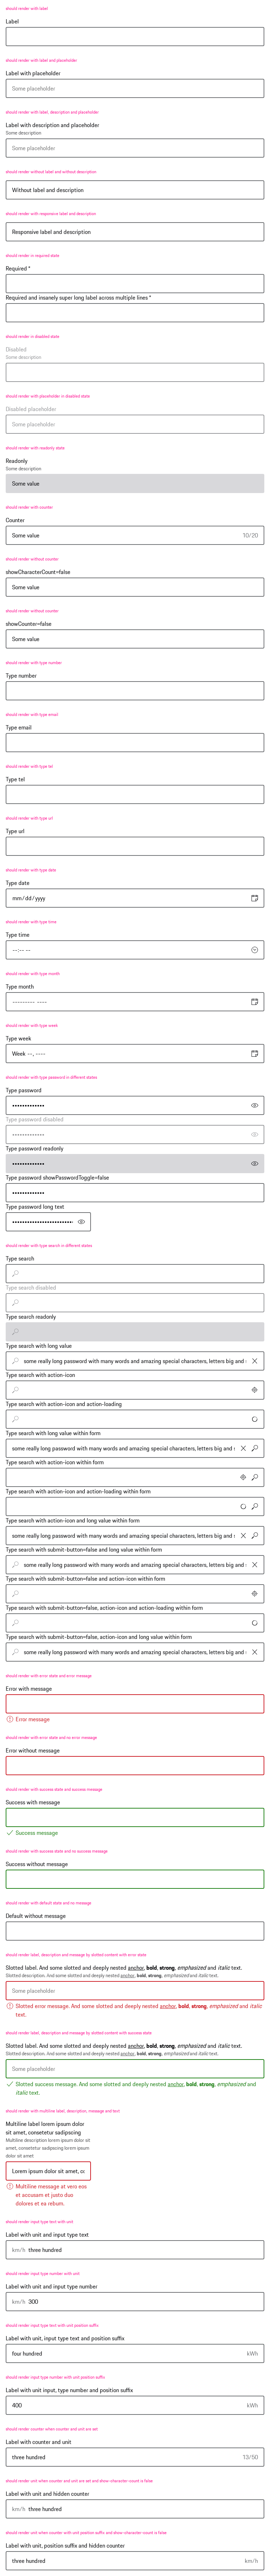 should render with label
Label
should render with label and placeholder
Label with placeholder
Some placeholder
should render with label, description and placeholder
Label with description and placeholder
Some description
Some placeholder
should render without label and without description
Without label and description
should render with responsive label and description
Responsive label and description
should render in required state
Required *
Required and insanely super long label across multiple lines *
should render in disabled state
Disabled
Some description
should render with placeholder in disabled state
Disabled placeholder
Some placeholder
should render with readonly state
Readonly
Some description
Some value
should render with counter
Counter
Some value 10/20
should render without counter
showCharacterCount=false
Some value
should render without counter
showCounter=false
Some value
should render with type number
Type number
should render with type email
Type email
should render with type tel
Type tel
should render with type url
Type url
should render with type date
Type date
mm/dd/yyyy
should render with type time
Type time
--:-- --
should render with type month
Type month
--------- ----
should render with type week
Type week
Week --, ----
should render with type password in different states
Type password
••••••••••••••
Type password disabled
••••••••••••••
Type password readonly
••••••••••••••
Type password showPasswordToggle=false
••••••••••••••
Type password long text
should render with type search in different states
Type search
Type search disabled
Type search readonly
Type search with long value
some really long password with many words and amazing special characters, letters big and
Type search with action-icon
Type search with action-icon and action-loading
Type search with long value within form
some really long password with many words and amazing special characters, letters big and
Type search with action-icon within form
Type search with action-icon and action-loading within form
Type search with action-icon and long value within form
some really long password with many words and amazing special characters, letters big and
Type search with submit-button=false and long value within form
some really long password with many words and amazing special characters, letters big and
Type search with submit-button=false and action-icon within form
Type search with submit-button=false, action-icon and action-loading within form
Type search with submit-button=false, action-icon and long value within form
some really long password with many words and amazing special characters, letters big and
should render with error state and error message
Error with message
Error message
should render with error state and no error message
Error without message
should render with success state and success message
Success with message
Success message
should render with success state and no success message
Success without message
should render with default state and no message
Default without message
should render label, description and message by slotted content with error state
Slotted label. And some slotted and deeply nested anchor, bold, strong, emphasized and italic text.
Slotted description. And some slotted and deeply nested anchor, bold, strong, emphasized and italic text.
Some placeholder
Slotted error message. And some slotted and deeply nested anchor, bold, strong, emphasized and italic
text.
should render label, description and message by slotted content with success state
Slotted label. And some slotted and deeply nested anchor, bold, strong, emphasized and italic text.
Slotted description. And some slotted and deeply nested anchor, bold, strong, emphasized and italic text.
Some placeholder
Slotted success message. And some slotted and deeply nested anchor, bold, strong, emphasized and
italic text.
should render with multiline label, description, message and text
Multiline label lorem ipsum dolor
sit amet, consetetur sadipscing
Multiline description lorem ipsum dolor sit
amet, consetetur sadipscing lorem ipsum
dolor sit amet
Lorem ipsum dolor sit amet, co
Multiline message at vero eos
et accusam et justo duo
dolores et ea rebum.
should render input type text with unit
Label with unit and input type text
km/h three hundred
should render input type number with unit
Label with unit and input type number
km/h 300
should render input type text with unit position suffix
Label with unit, input type text and position suffix
four hundred kWh
should render input type number with unit position suffix
Label with unit input, type number and position suffix
400 kWh
should render counter when counter and unit are set
Label with counter and unit
three hundred 13/50
should render unit when counter and unit are set and show-character-count is false
Label with unit and hidden counter
km/h three hundred
should render unit when counter with unit position suffix and show-character-count is false
Label with unit, position suffix and hidden counter
three hundred km/h